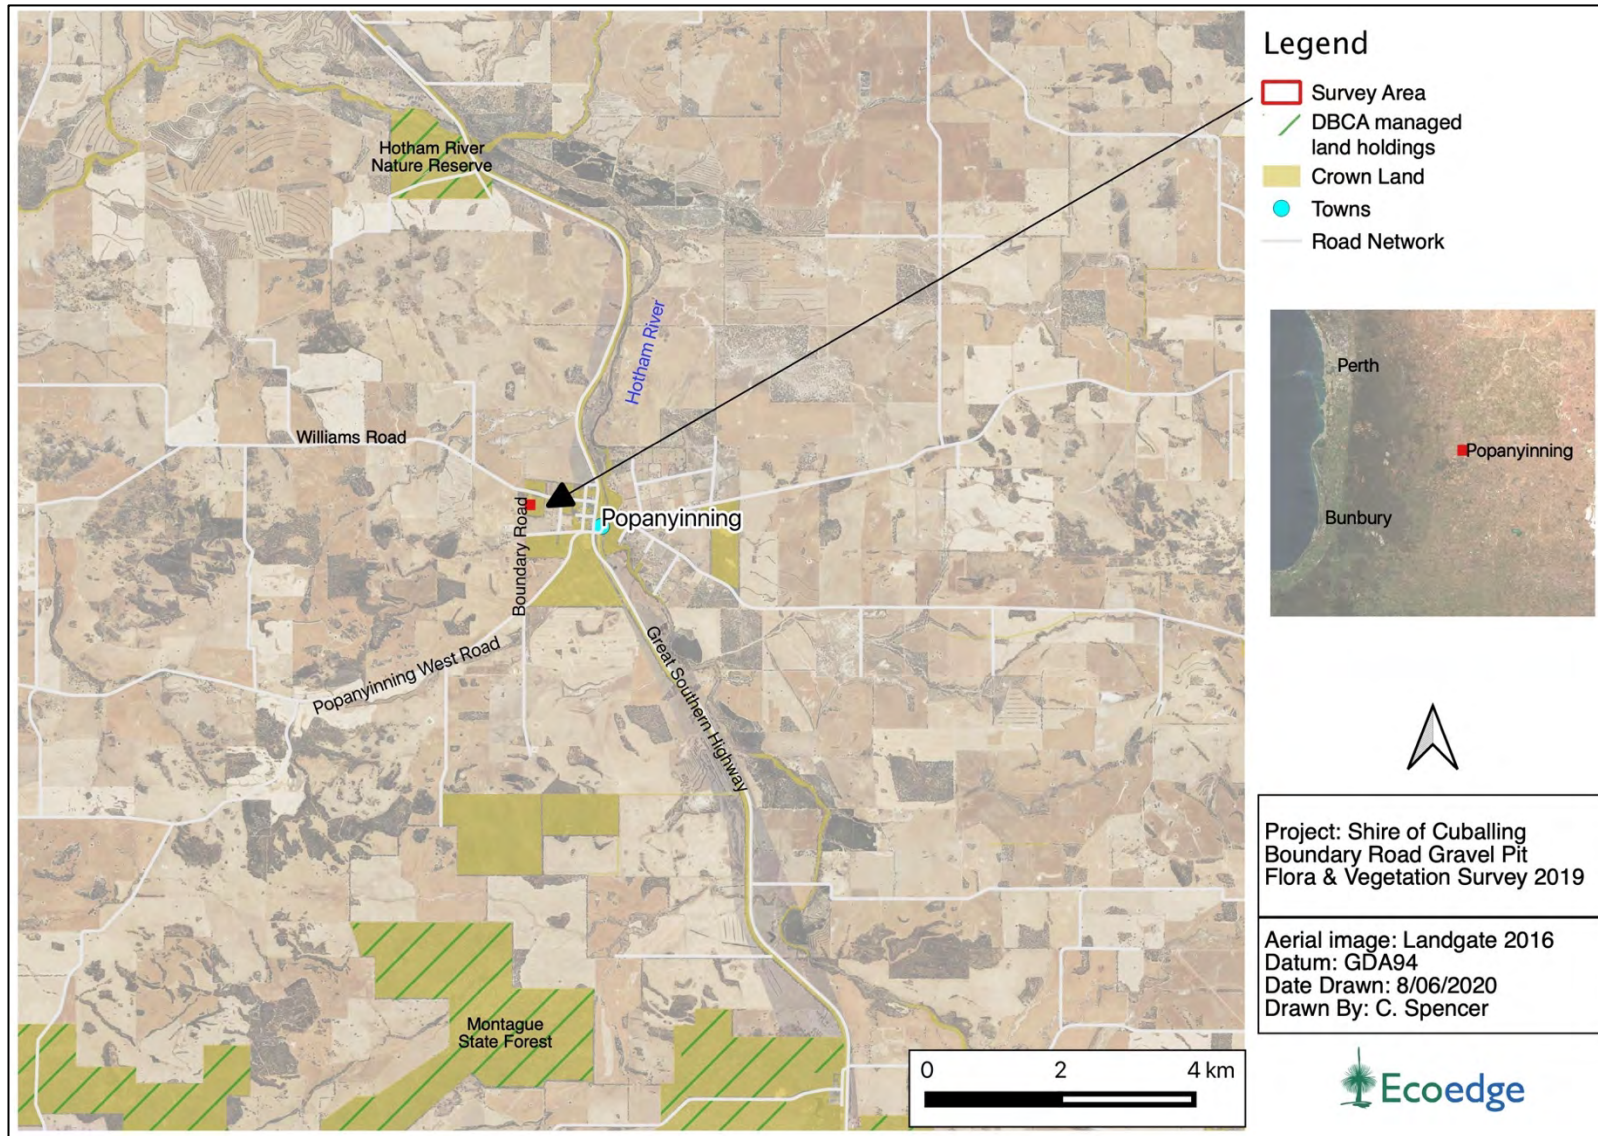 Hotham River
Nature Reserve
Hotham River
Williams Road
Boundary Road
Popanyinning
Popanyinning West Road
Great Southern Highway
Montague
State Forest
0 2 4 km
Legend
Survey Area
DBCA managed
land holdings
Crown Land
Towns
Road Network
Perth
Popanyinning
Bunbury
Project: Shire of Cuballing
Boundary Road Gravel Pit
Flora & Vegetation Survey 2019
Aerial image: Landgate 2016
Datum: GDA94
Date Drawn: 8/06/2020
Drawn By: C. Spencer
Ecoedge